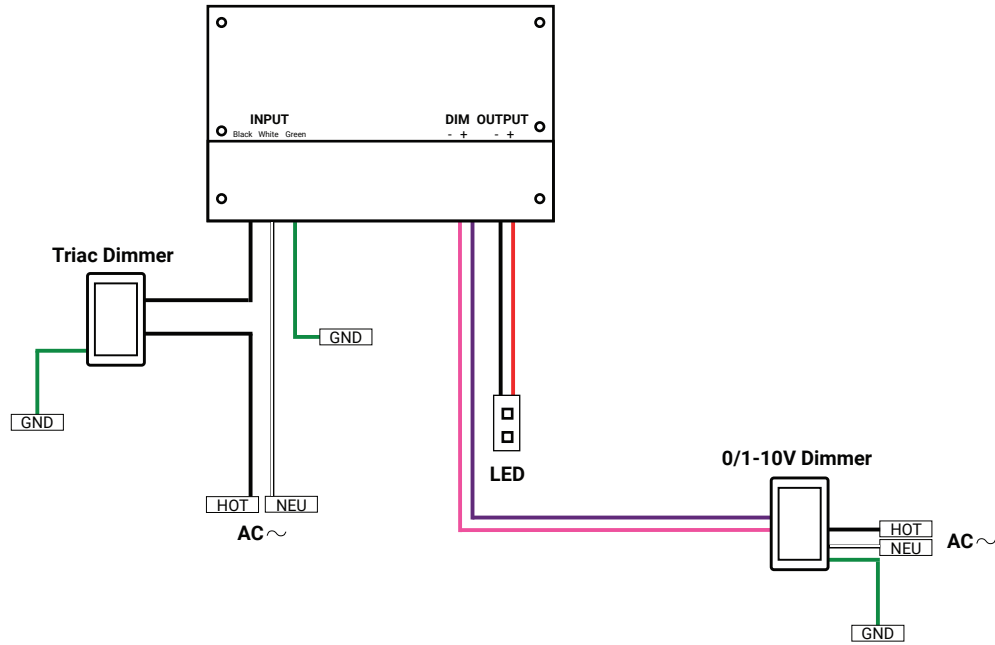 INPUT
Black White Green
DIM OUTPUT
- + - +
Triac Dimmer
GND
GND
HOT NEU
AC
LED
0/1-10V Dimmer
HOT
NEU
AC
GND